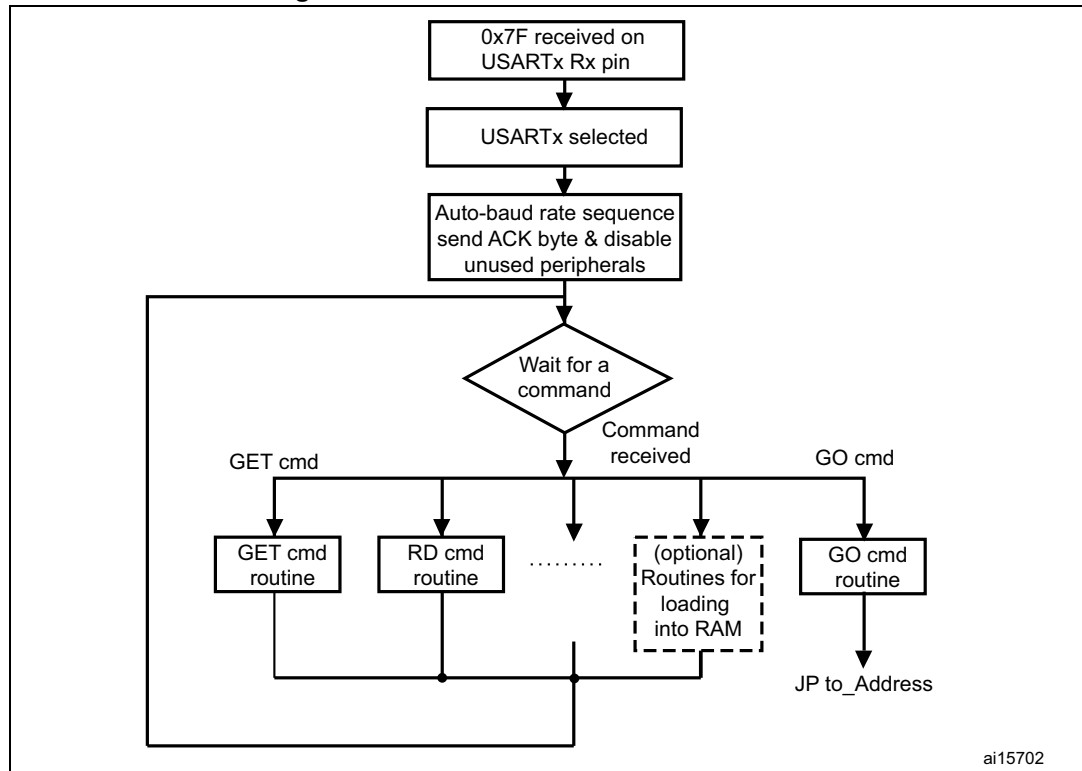 0x7F received on
USARTx Rx pin
USARTx selected
Auto-baud rate sequence
send ACK byte & disable
unused peripherals
Wait for a
command
Command
received
GET cmd
GO cmd
GET cmd
routine
RD cmd
routine
.........
(optional)
Routines for
loading
into RAM
GO cmd
routine
JP to_Address
ai15702